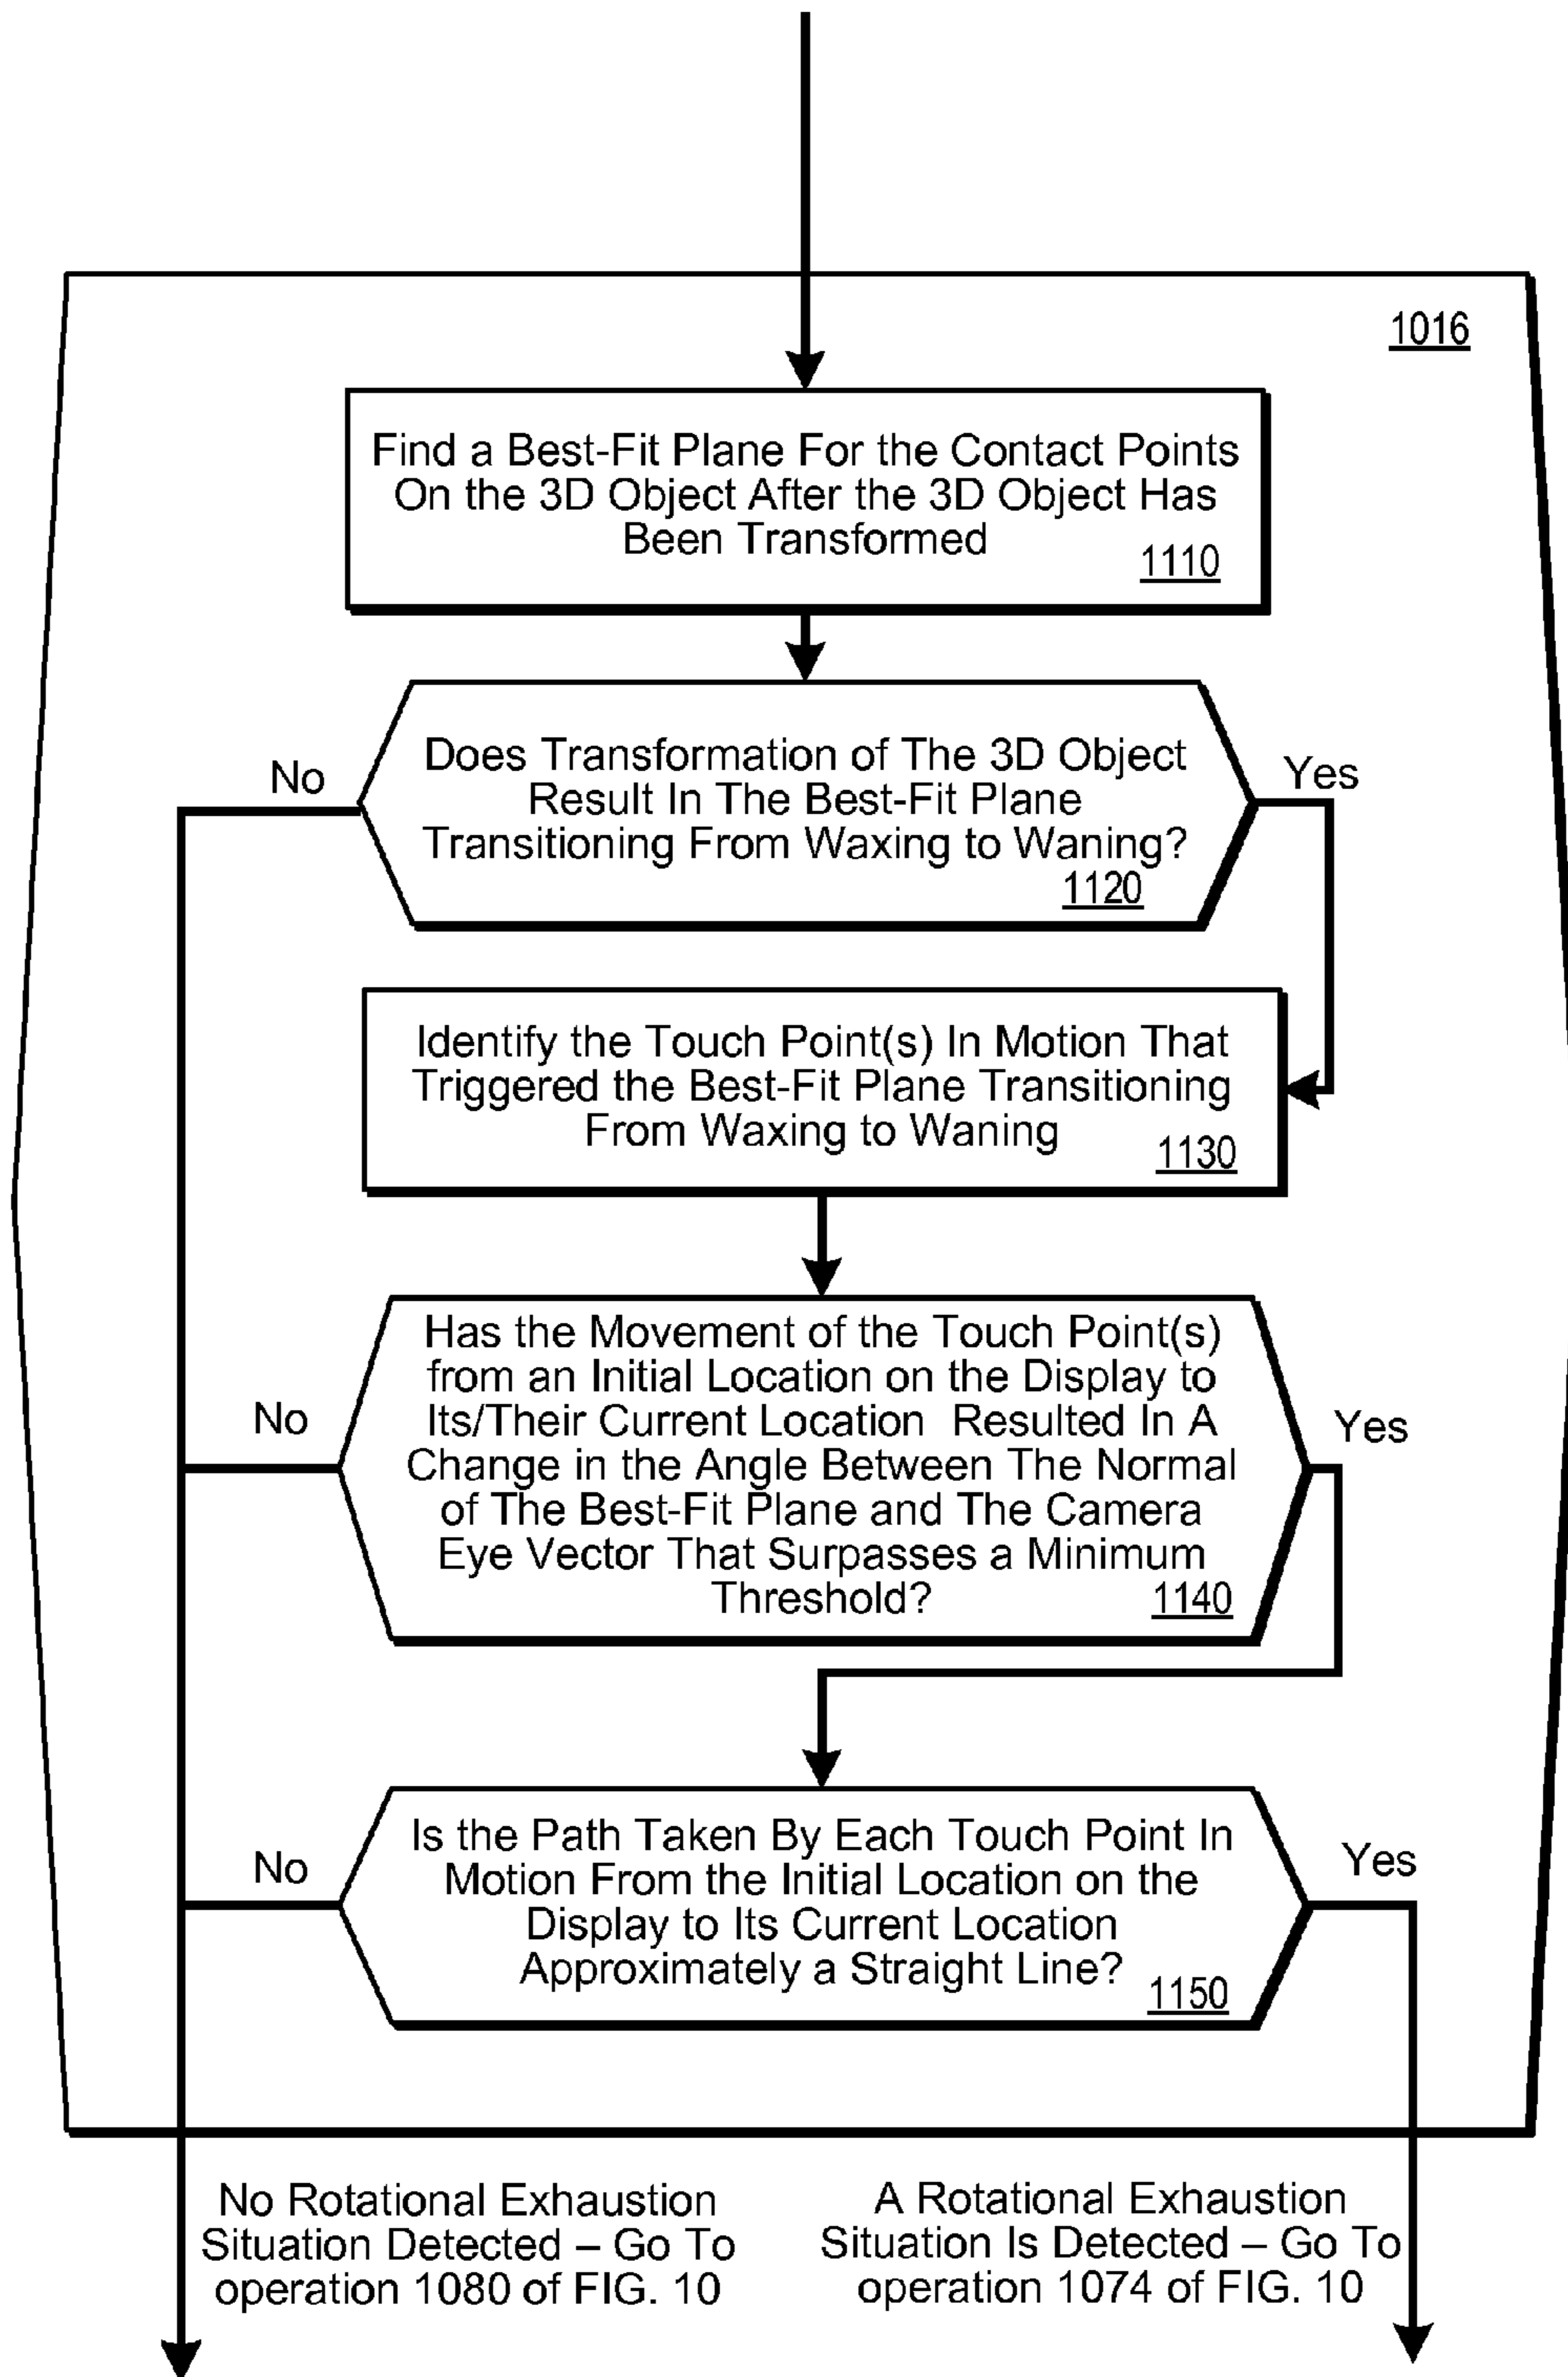 1016
Find a Best-Fit Plane For the Contact Points
On the 3D Object After the 3D Object Has
Been Transformed
1110
No
Does Transformation of The 3D Object
Result In The Best-Fit Plane
Transitioning From Waxing to Waning?
1120
Yes
Identify the Touch Point(s) In Motion That
Triggered the Best-Fit Plane Transitioning
From Waxing to Waning
1130
No
Has the Movement of the Touch Point(s)
from an Initial Location on the Display to
Its/Their Current Location Resulted In A
Change in the Angle Between The Normal
of The Best-Fit Plane and The Camera
Eye Vector That Surpasses a Minimum
Threshold?
1140
Yes
No
Is the Path Taken By Each Touch Point In
Motion From the Initial Location on the
Display to Its Current Location
Approximately a Straight Line?
1150
Yes
No Rotational Exhaustion
Situation Detected – Go To
operation 1080 of FIG. 10
A Rotational Exhaustion
Situation Is Detected – Go To
operation 1074 of FIG. 10